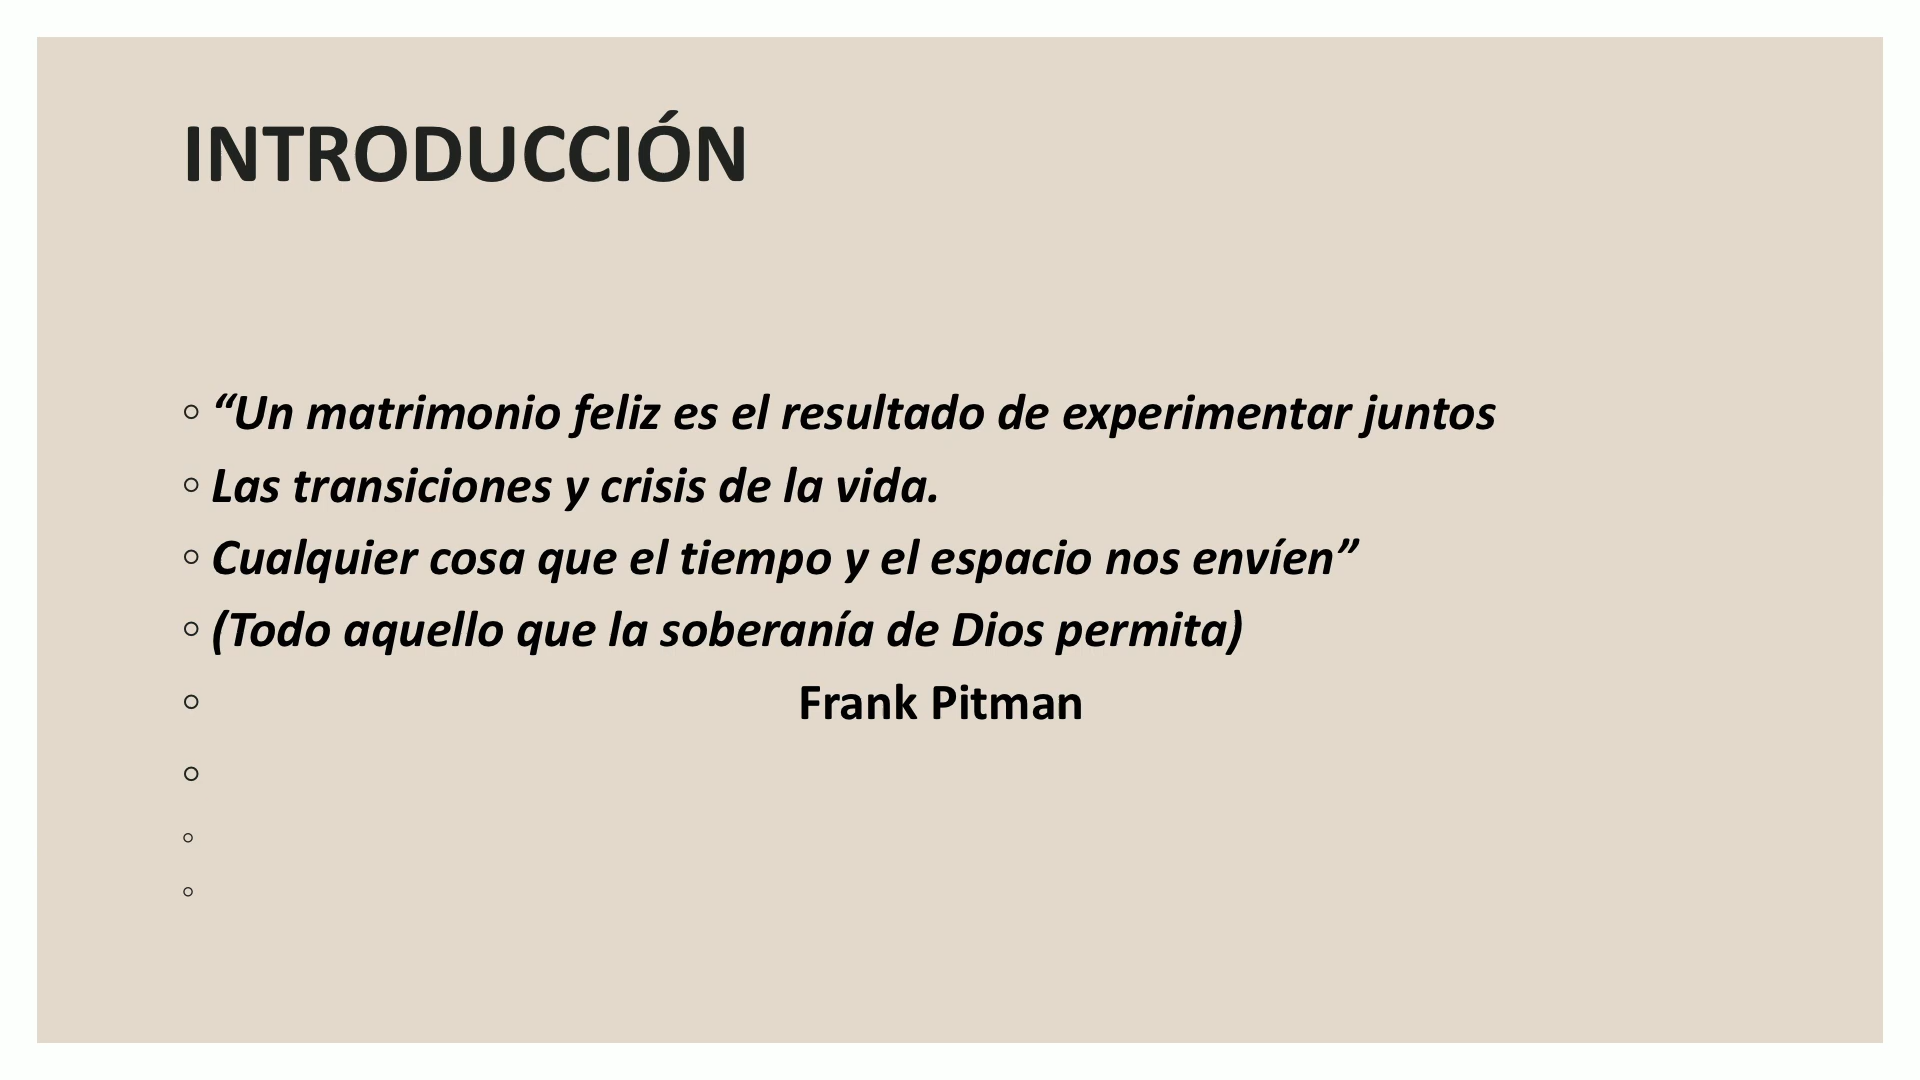 INTRODUCCIÓN
◦ “Un matrimonio feliz es el resultado de experimentar juntos
◦ Las transiciones y crisis de la vida.
◦ Cualquier cosa que el tiempo y el espacio nos envíen”
◦ (Todo aquello que la soberanía de Dios permita)
◦ Frank Pitman
◦
◦
◦